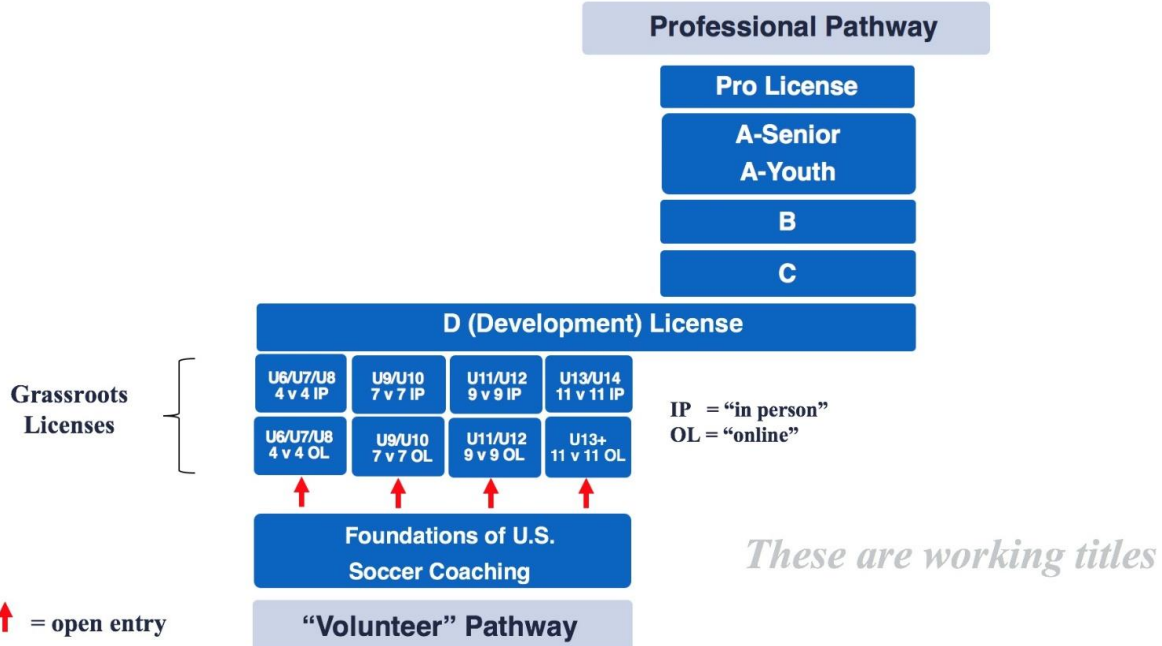 Professional Pathway
Pro License
A-Senior
A-Youth
B
C
D (Development) License
Grassroots
Licenses
U6/U7/U8
4 v 4 IP
U9/U10
7 v 7 IP
U11/U12
9 v 9 IP
U13/U14
11 v 11 IP
U6/U7/U8
4 v 4 OL
U9/U10
7 v 7 OL
U11/U12
9 v 9 OL
U13+
11 v 11 OL
IP = “in person”
OL = “online”
Foundations of U.S.
Soccer Coaching
These are working titles
= open entry
“Volunteer” Pathway